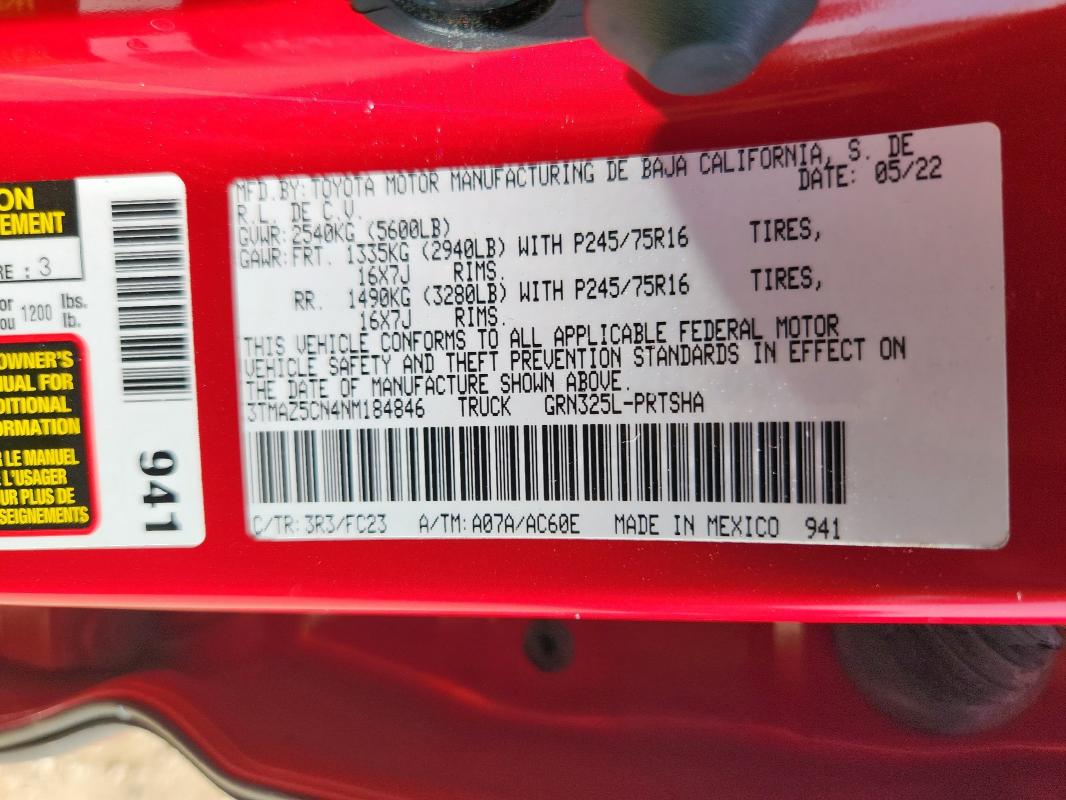 ON
EMENT
RE : 3
or 1200 lbs.
ou lb.
OWNER'S
UAL FOR
DITIONAL
ORMATION
LE MANUEL
L'USAGER
UR PLUS DE
SEIGNEMENTS
941
MFD.BY:TOYOTA MOTOR MANUFACTURING DE BAJA CALIFORNIA, S. DE
R.L. DE C.V. DATE: 05/22
GVWR:2540KG (5600LB)
GAWR:FRT. 1335KG (2940LB) WITH P245/75R16 TIRES,
16X7J RIMS.
RR. 1490KG (3280LB) WITH P245/75R16 TIRES,
16X7J RIMS.
THIS VEHICLE CONFORMS TO ALL APPLICABLE FEDERAL MOTOR
VEHICLE SAFETY AND THEFT PREVENTION STANDARDS IN EFFECT ON
THE DATE OF MANUFACTURE SHOWN ABOVE.
3TMAZ5CN4NM184846 TRUCK GRN325L-PRTSHA
C/TR:3R3/FC23 A/TM:A07A/AC60E MADE IN MEXICO 941